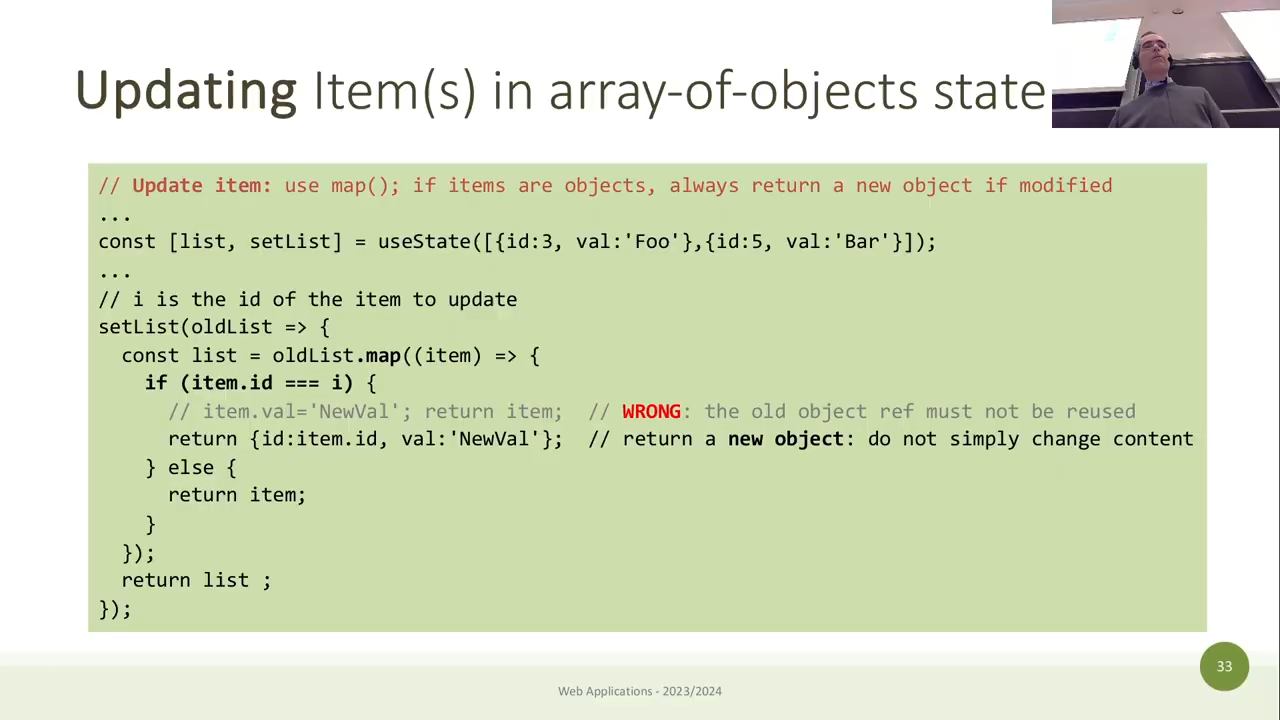 Updating Item(s) in array-of-objects state
// Update item: use map(); if items are objects, always return a new object if modified
...
const [list, setList] = useState([{id:3, val:'Foo'},{id:5, val:'Bar'}]);
...
// i is the id of the item to update
setList(oldList => {
  const list = oldList.map((item) => {
    if (item.id === i) {
      // item.val='NewVal'; return item;  // WRONG: the old object ref must not be reused
      return {id:item.id, val:'NewVal'};  // return a new object: do not simply change content
    } else {
      return item;
    }
  });
  return list ;
});
33
Web Applications - 2023/2024